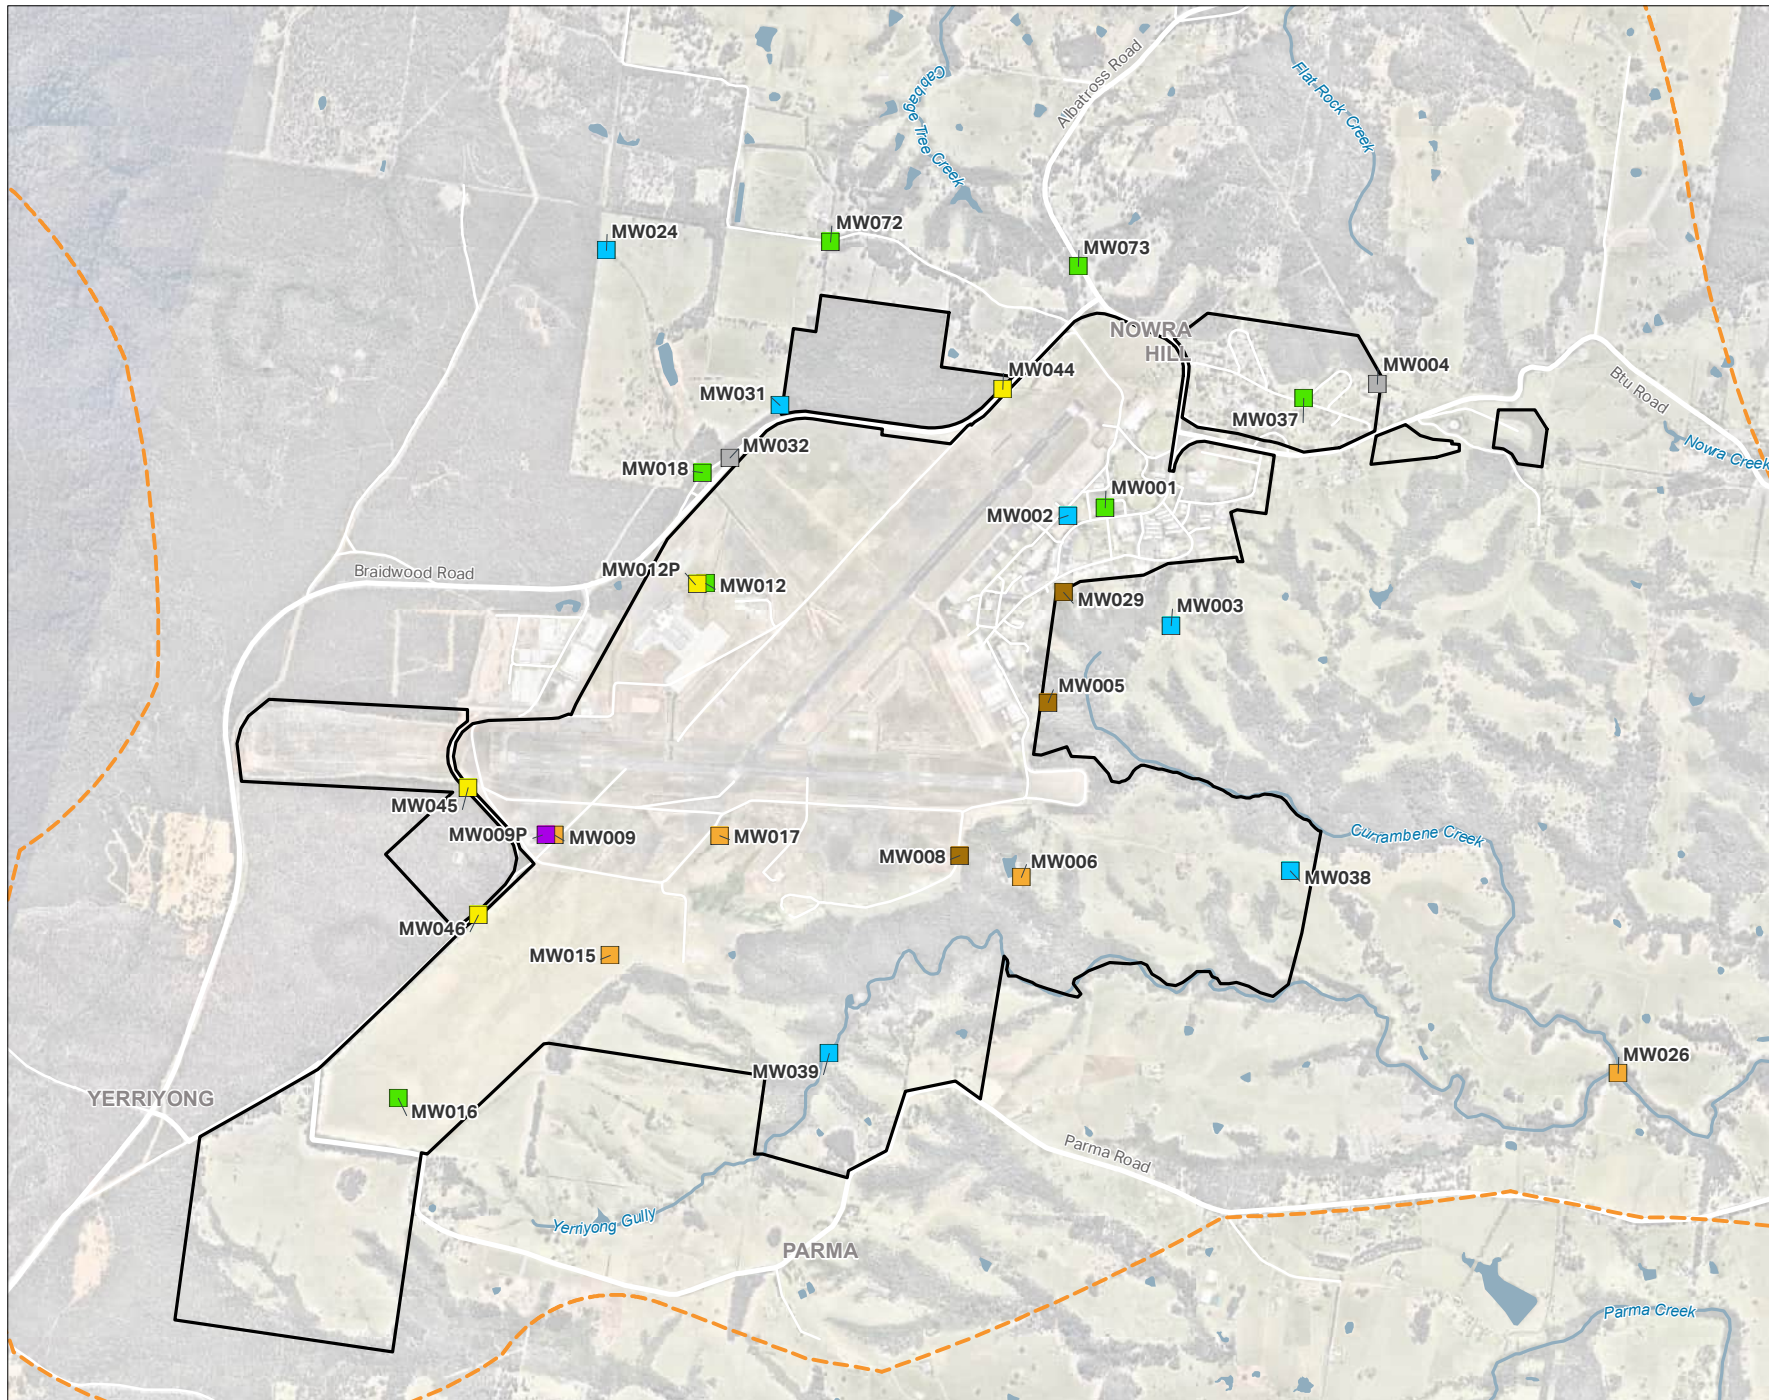 Albatross Road
Cabbage Tree Creek
Flat Rock Creek
MW024
MW072
MW073
NOWRA
HILL
MW044
MW004
MW031
MW037
Btu Road
Nowra Creek
MW032
MW018
MW001
MW002
Braidwood Road
MW012P
MW012
MW029
MW003
MW005
MW045
MW009P
MW009
MW017
MW008
MW006
Currambene Creek
MW038
MW046
MW015
MW039
MW026
YERRIYONG
MW016
Parma Road
Yerriyong Gully
PARMA
Parma Creek